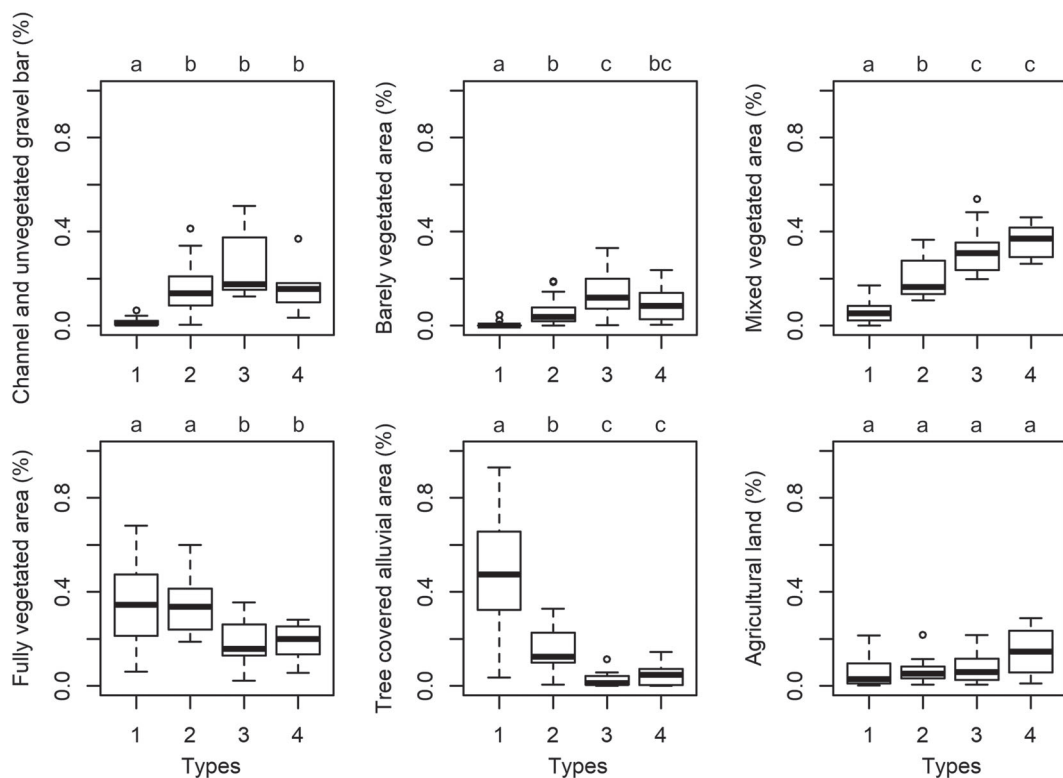 Channel and unvegetated gravel bar (%)
a b b b
0.8
0.4
0.0
1 2 3 4
Barely vegetated area (%)
a b c bc
0.8
0.4
0.0
1 2 3 4
Mixed vegetated area (%)
a b c c
0.8
0.4
0.0
1 2 3 4
Fully vegetated area (%)
a a b b
0.8
0.4
0.0
1 2 3 4
Types
Tree covered alluvial area (%)
a b c c
0.8
0.4
0.0
1 2 3 4
Types
Agricultural land (%)
a a a a
0.8
0.4
0.0
1 2 3 4
Types